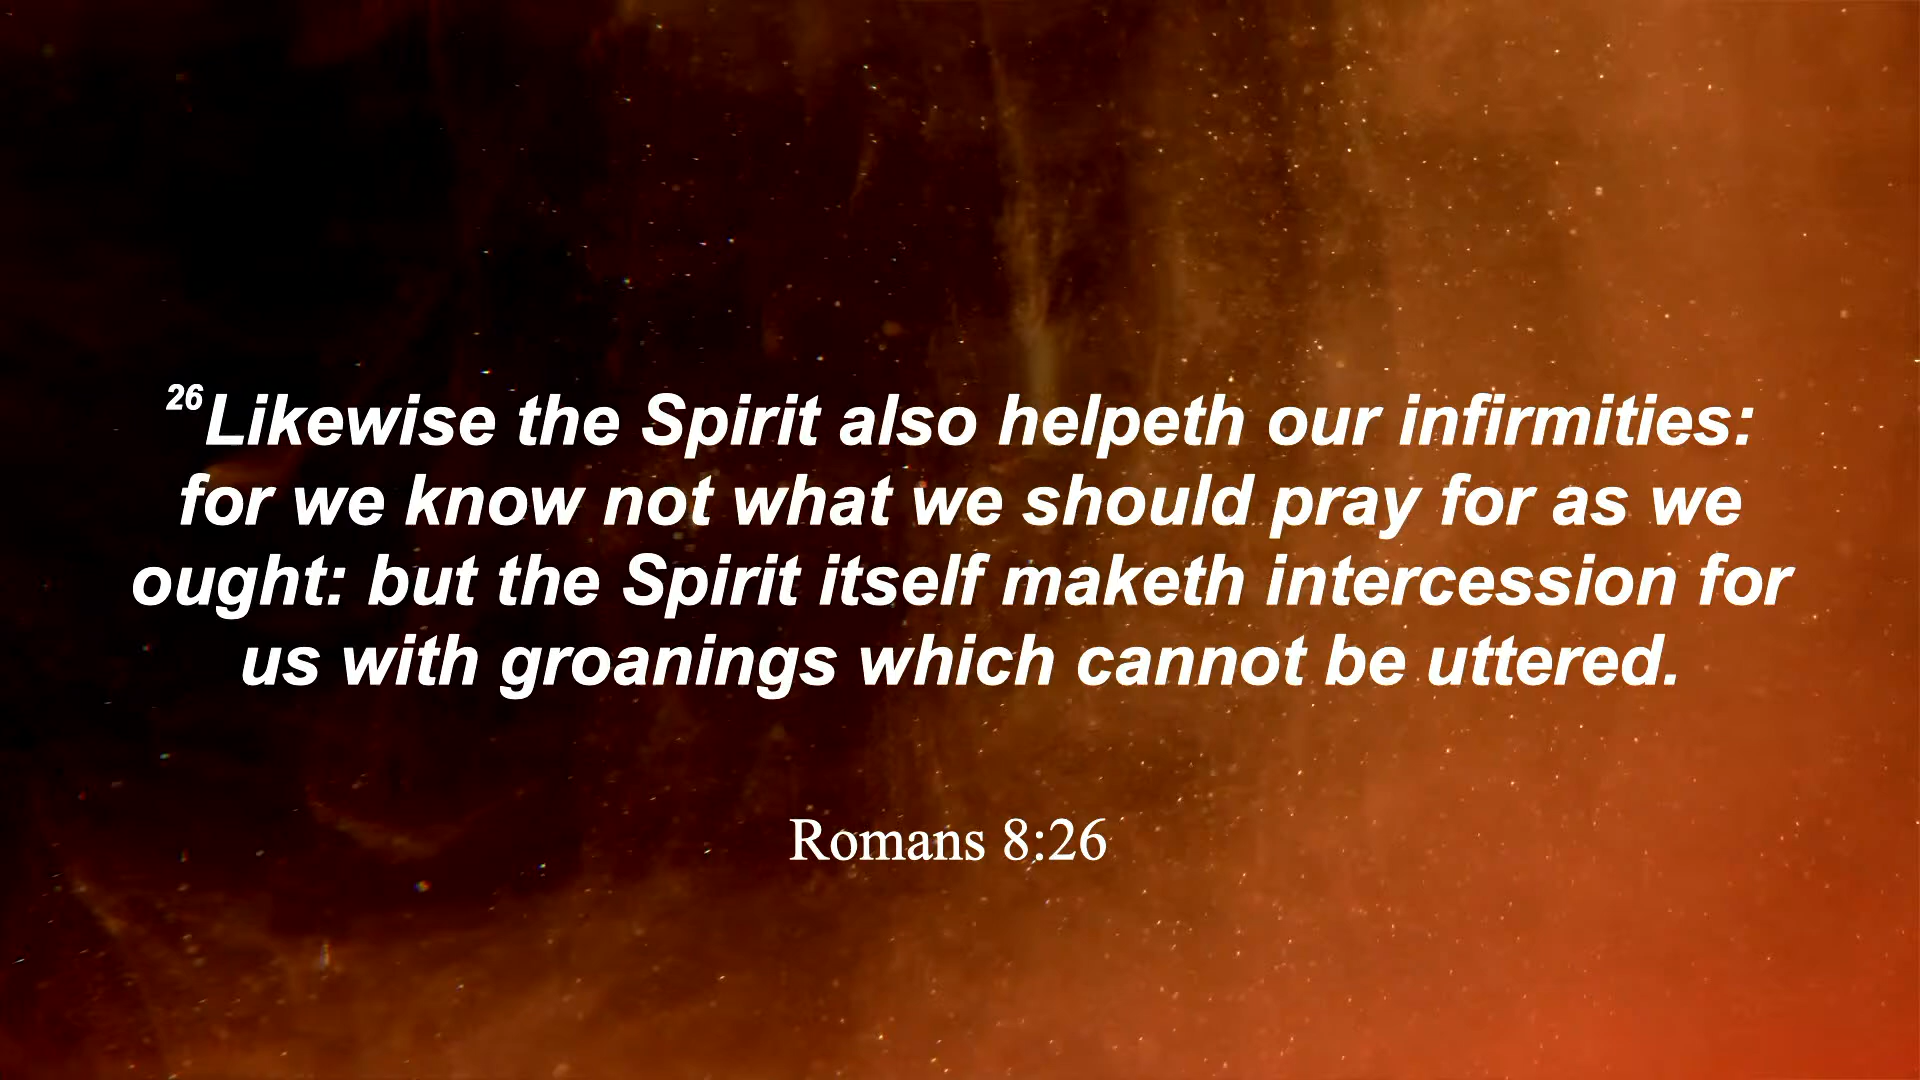 26Likewise the Spirit also helpeth our infirmities:
for we know not what we should pray for as we
ought: but the Spirit itself maketh intercession for
us with groanings which cannot be uttered.
Romans 8:26